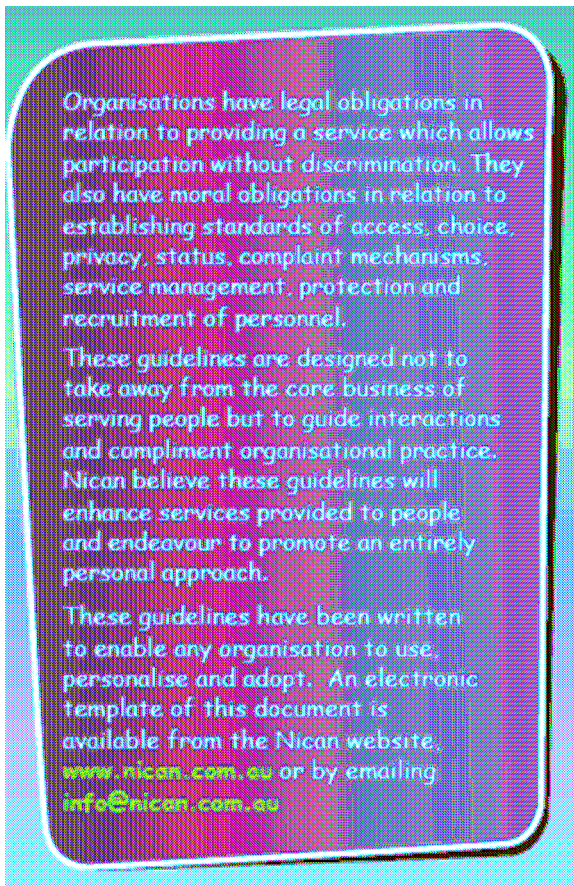 Organisations have legal obligations in
relation to providing a service which allows
participation without discrimination. They
also have moral obligations in relation to
establishing standards of access, choice,
privacy, status, complaint mechanisms,
service management, protection and
recruitment of personnel.
These guidelines are designed not to
take away from the core business of
serving people but to guide interactions
and compliment organisational practice.
Nican believe these guidelines will
enhance services provided to people
and endeavour to promote an entirely
personal approach.
These guidelines have been written
to enable any organisation to use,
personalise and adopt.  An electronic
template of this document is
available from the Nican website,
www.nican.com.au or by emailing
info@nican.com.au